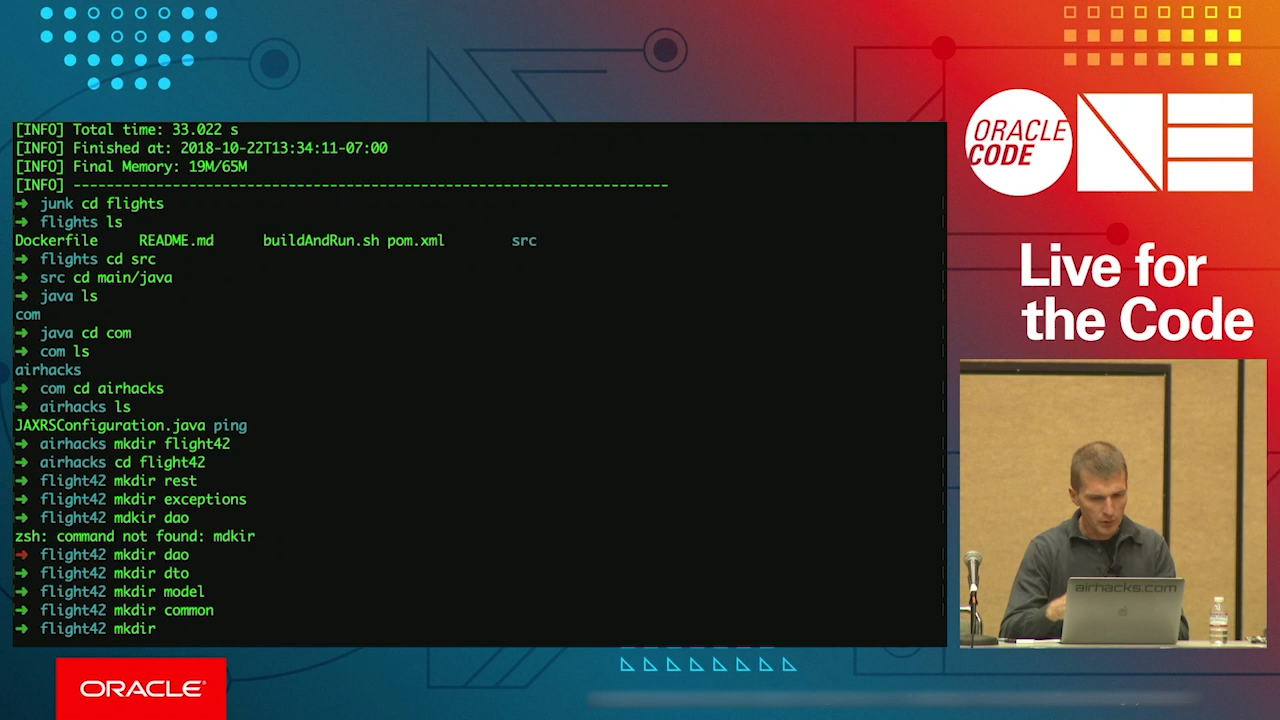 [INFO] Total time: 33.022 s
[INFO] Finished at: 2018-10-22T13:34:11-07:00
[INFO] Final Memory: 19M/65M
[INFO] ------------------------------------------------------------------------
➜ junk cd flights
➜ flights ls
Dockerfile README.md buildAndRun.sh pom.xml src
➜ flights cd src
➜ src cd main/java
➜ java ls
com
➜ java cd com
➜ com ls
airhacks
➜ com cd airhacks
➜ airhacks ls
JAXRSConfiguration.java ping
➜ airhacks mkdir flight42
➜ airhacks cd flight42
➜ flight42 mkdir rest
➜ flight42 mkdir exceptions
➜ flight42 mdkir dao
zsh: command not found: mdkir
➜ flight42 mkdir dao
➜ flight42 mkdir dto
➜ flight42 mkdir model
➜ flight42 mkdir common
➜ flight42 mkdir
ORACLE
CODE
ONE
Live for
the Code
airhacks.com
ORACLE®